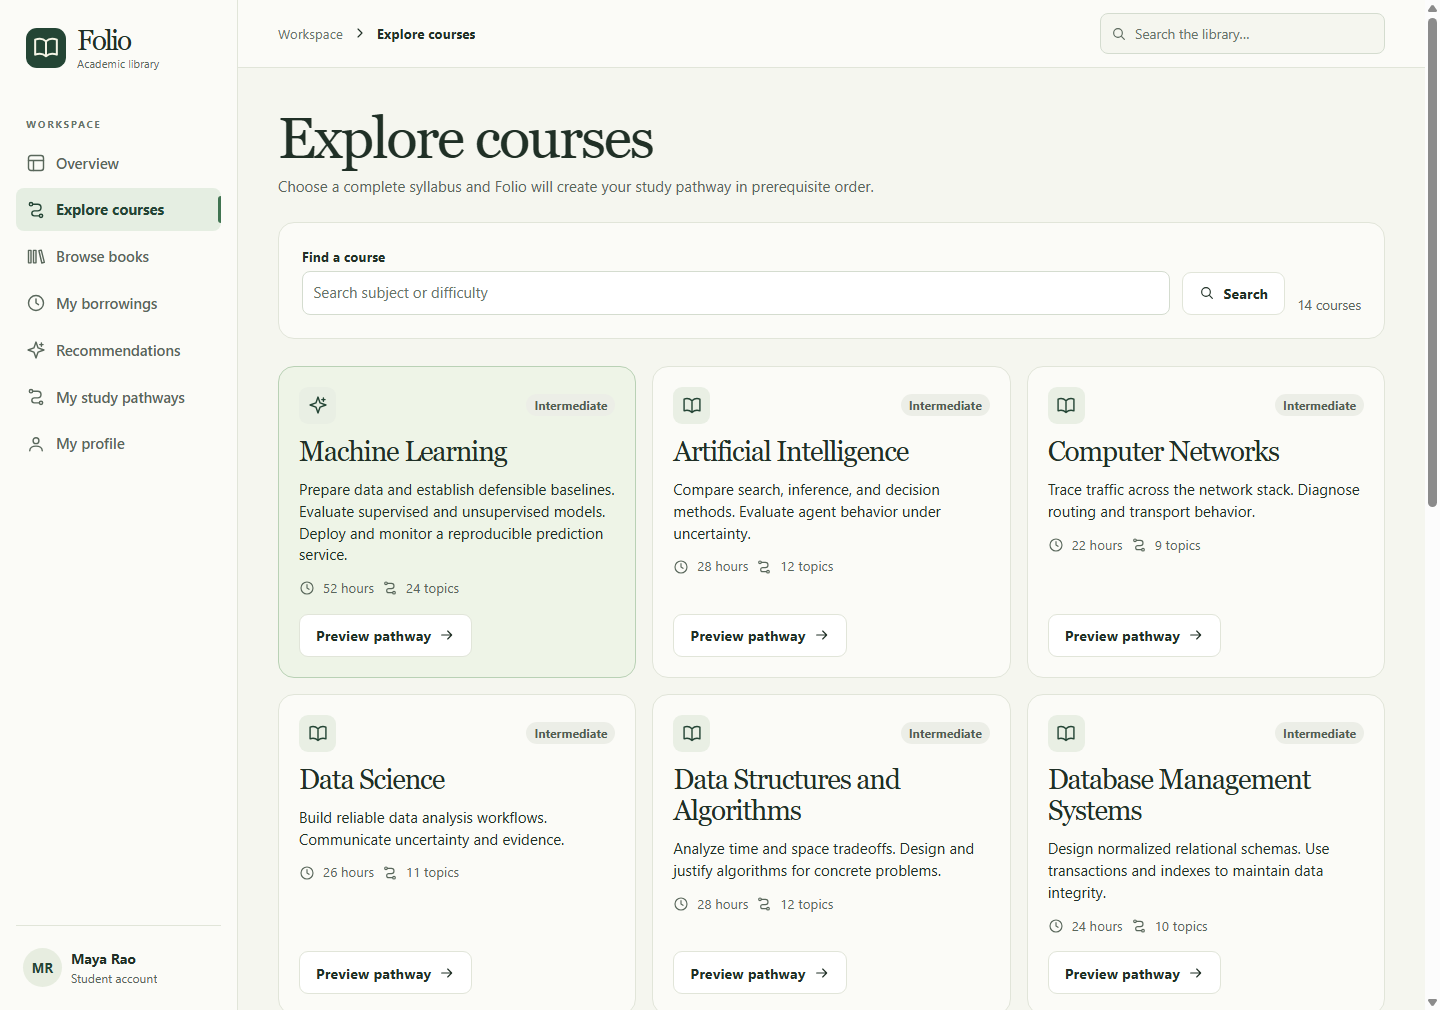 Folio
Academic library
WORKSPACE
Overview
Explore courses
Browse books
My borrowings
Recommendations
My study pathways
My profile
MR
Maya Rao
Student account
Workspace
Explore courses
Search the library...
Explore courses
Choose a complete syllabus and Folio will create your study pathway in prerequisite order.
Find a course
Search subject or difficulty
Search
14 courses
Intermediate
Machine Learning
Prepare data and establish defensible baselines.
Evaluate supervised and unsupervised models.
Deploy and monitor a reproducible prediction
service.
52 hours
24 topics
Preview pathway
Intermediate
Artificial Intelligence
Compare search, inference, and decision
methods. Evaluate agent behavior under
uncertainty.
28 hours
12 topics
Preview pathway
Intermediate
Computer Networks
Trace traffic across the network stack. Diagnose
routing and transport behavior.
22 hours
9 topics
Preview pathway
Intermediate
Data Science
Build reliable data analysis workflows.
Communicate uncertainty and evidence.
26 hours
11 topics
Preview pathway
Intermediate
Data Structures and
Algorithms
Analyze time and space tradeoffs. Design and
justify algorithms for concrete problems.
28 hours
12 topics
Preview pathway
Intermediate
Database Management
Systems
Design normalized relational schemas. Use
transactions and indexes to maintain data
integrity.
24 hours
10 topics
Preview pathway